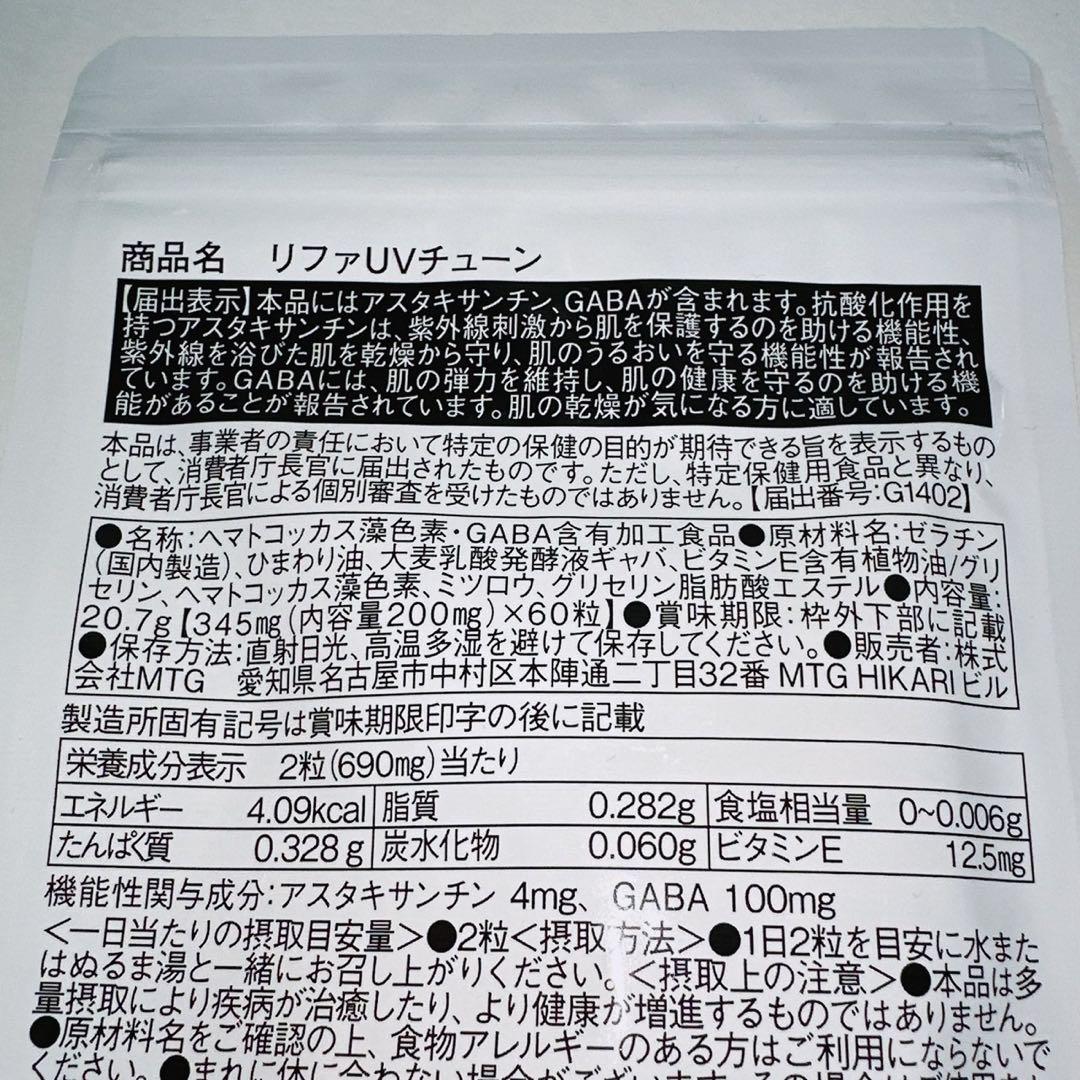 商品名 リファUVチューン
【届出表示】本品にはアスタキサンチン、GABAが含まれます。抗酸化作用を
持つアスタキサンチンは、紫外線刺激から肌を保護するのを助ける機能性、
紫外線を浴びた肌を乾燥から守り、肌のうるおいを守る機能性が報告され
ています。GABAには、肌の弾力を維持し、肌の健康を守るのを助ける機
能があることが報告されています。肌の乾燥が気になる方に適しています。
本品は、事業者の責任において特定の保健の目的が期待できる旨を表示するもの
として、消費者庁長官に届出されたものです。ただし、特定保健用食品と異なり、
消費者庁長官による個別審査を受けたものではありません。【届出番号:G1402】
●名称:ヘマトコッカス藻色素・GABA含有加工食品●原材料名:ゼラチン
(国内製造)、ひまわり油、大麦乳酸発酵液ギャバ、ビタミンE含有植物油/グリ
セリン、ヘマトコッカス藻色素、ミツロウ、グリセリン脂肪酸エステル●内容量:
20.7g【345mg(内容量200mg)×60粒】●賞味期限:枠外下部に記載
●保存方法:直射日光、高温多湿を避けて保存してください。●販売者:株式
会社MTG 愛知県名古屋市中村区本陣通二丁目32番 MTG HIKARIビル
製造所固有記号は賞味期限印字の後に記載
栄養成分表示 2粒(690mg)当たり
エネルギー 4.09kcal 脂質 0.282g 食塩相当量 0~0.006g
たんぱく質 0.328g 炭水化物 0.060g ビタミンE 12.5mg
機能性関与成分:アスタキサンチン 4mg、GABA 100mg
<一日当たりの摂取目安量>●2粒<摂取方法>●1日2粒を目安に水また
はぬるま湯と一緒にお召し上がりください。<摂取上の注意>●本品は多
量摂取により疾病が治癒したり、より健康が増進するものではありません。
●原材料名をご確認の上、食物アレルギーのある方はご利用にならないで
ください。●まれに体に合わない場合がございます。その場合は